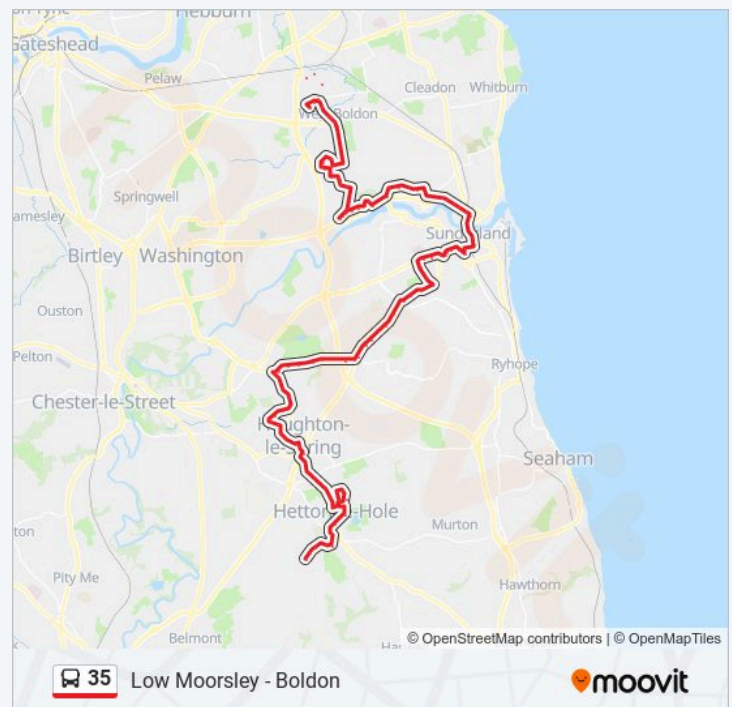 Hebburn
Gateshead
Pelaw
Cleadon
Whitburn
West Boldon
Springwell
Sunderland
Birtley
Washington
Ouston
Pelton
Ryhope
Chester-le-Street
Houghton-
le-Spring
Seaham
Hetton-le-Hole
Murton
Pity Me
Hawthorn
Belmont
© OpenStreetMap contributors | © OpenMapTiles
35
Low Moorsley - Boldon
moovit